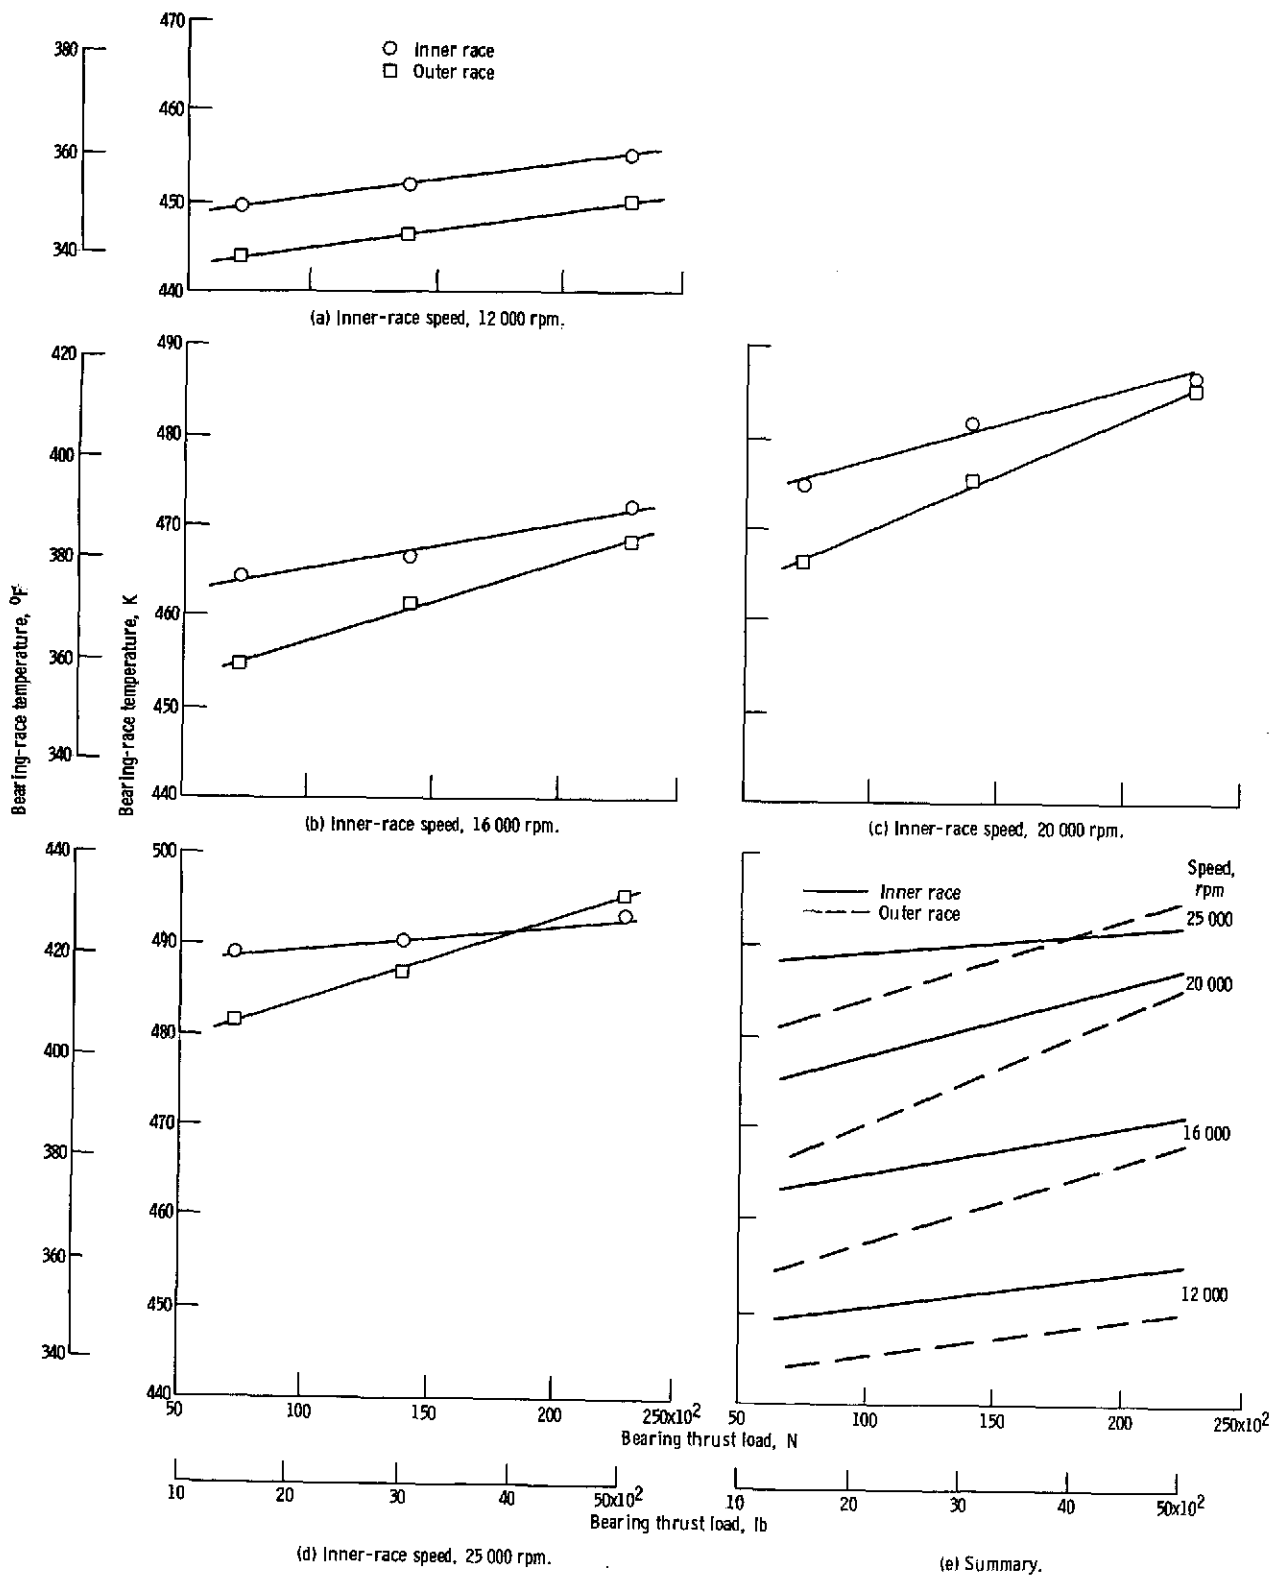 470
380
Inner race
Outer race
460
360
450
340
440
(a) Inner-race speed, 12 000 rpm.
490
420
480
400
470
380
460
360
450
340
440
Bearing-race temperature, °F
Bearing-race temperature, K
(b) Inner-race speed, 16 000 rpm.
(c) Inner-race speed, 20 000 rpm.
440
500
420
490
480
400
470
380
460
360
450
340
440
50
100
150
200
250x10²
Bearing thrust load, N
10
20
30
40
50x10²
Bearing thrust load, lb
(d) Inner-race speed, 25 000 rpm.
Speed,
rpm
Inner race
Outer race
25 000
20 000
16 000
12 000
50
100
150
200
250x10²
10
20
30
40
50x10²
(e) Summary.